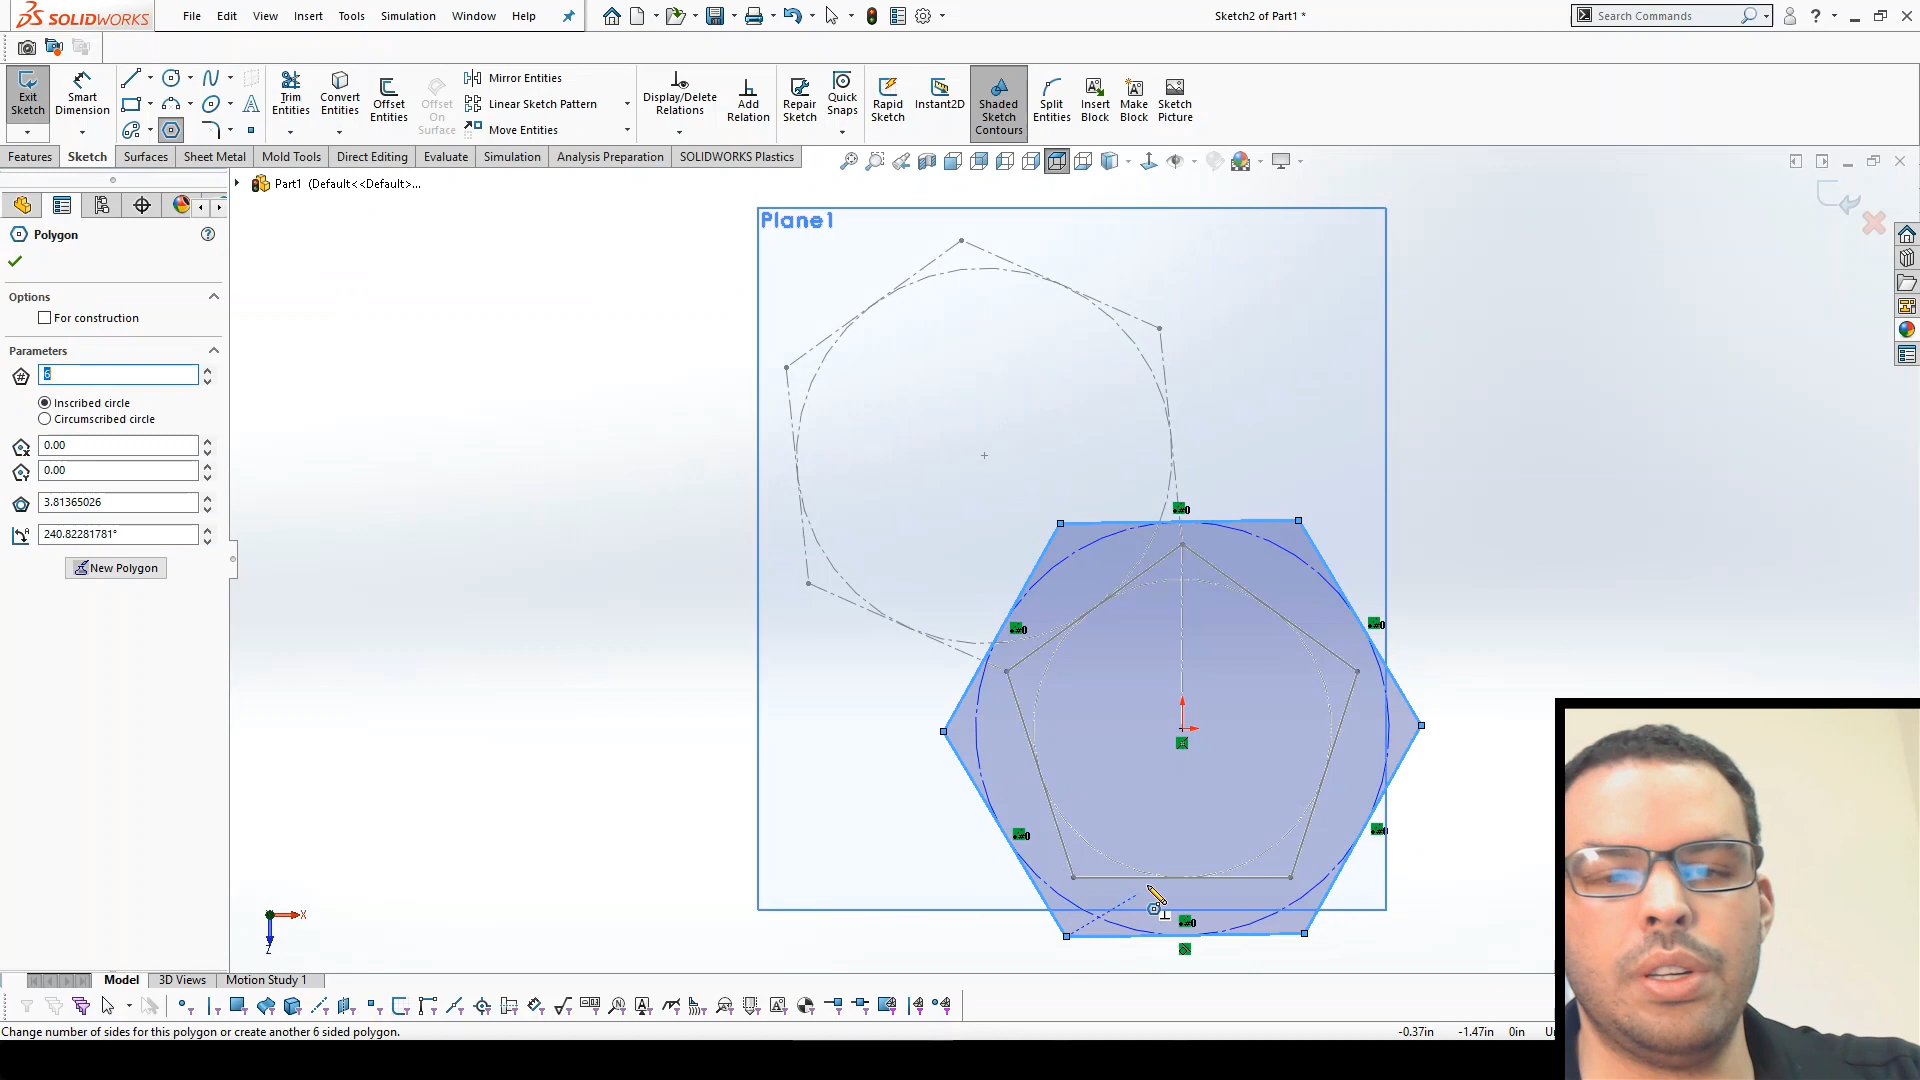 SOLIDWORKS File Edit View Insert Tools Simulation Window Help Sketch2 of Part1 * Search Commands
Exit Sketch
Smart Dimension
Trim Entities
Convert Entities
Offset Entities
Offset On Surface
Mirror Entities
Linear Sketch Pattern
Move Entities
Display/Delete Relations
Add Relation
Repair Sketch
Quick Snaps
Rapid Sketch
Instant2D
Shaded Sketch Contours
Split Entities
Insert Block
Make Block
Sketch Picture
Features Sketch Surfaces Sheet Metal Mold Tools Direct Editing Evaluate Simulation Analysis Preparation SOLIDWORKS Plastics
Part1 (Default<<Default>...
Plane1
Polygon
Options
For construction
Parameters
6
Inscribed circle
Circumscribed circle
0.00
0.00
3.81365026
240.82281781°
New Polygon
X
Z
Model 3D Views Motion Study 1
Change number of sides for this polygon or create another 6 sided polygon.
-0.37in -1.47in 0in